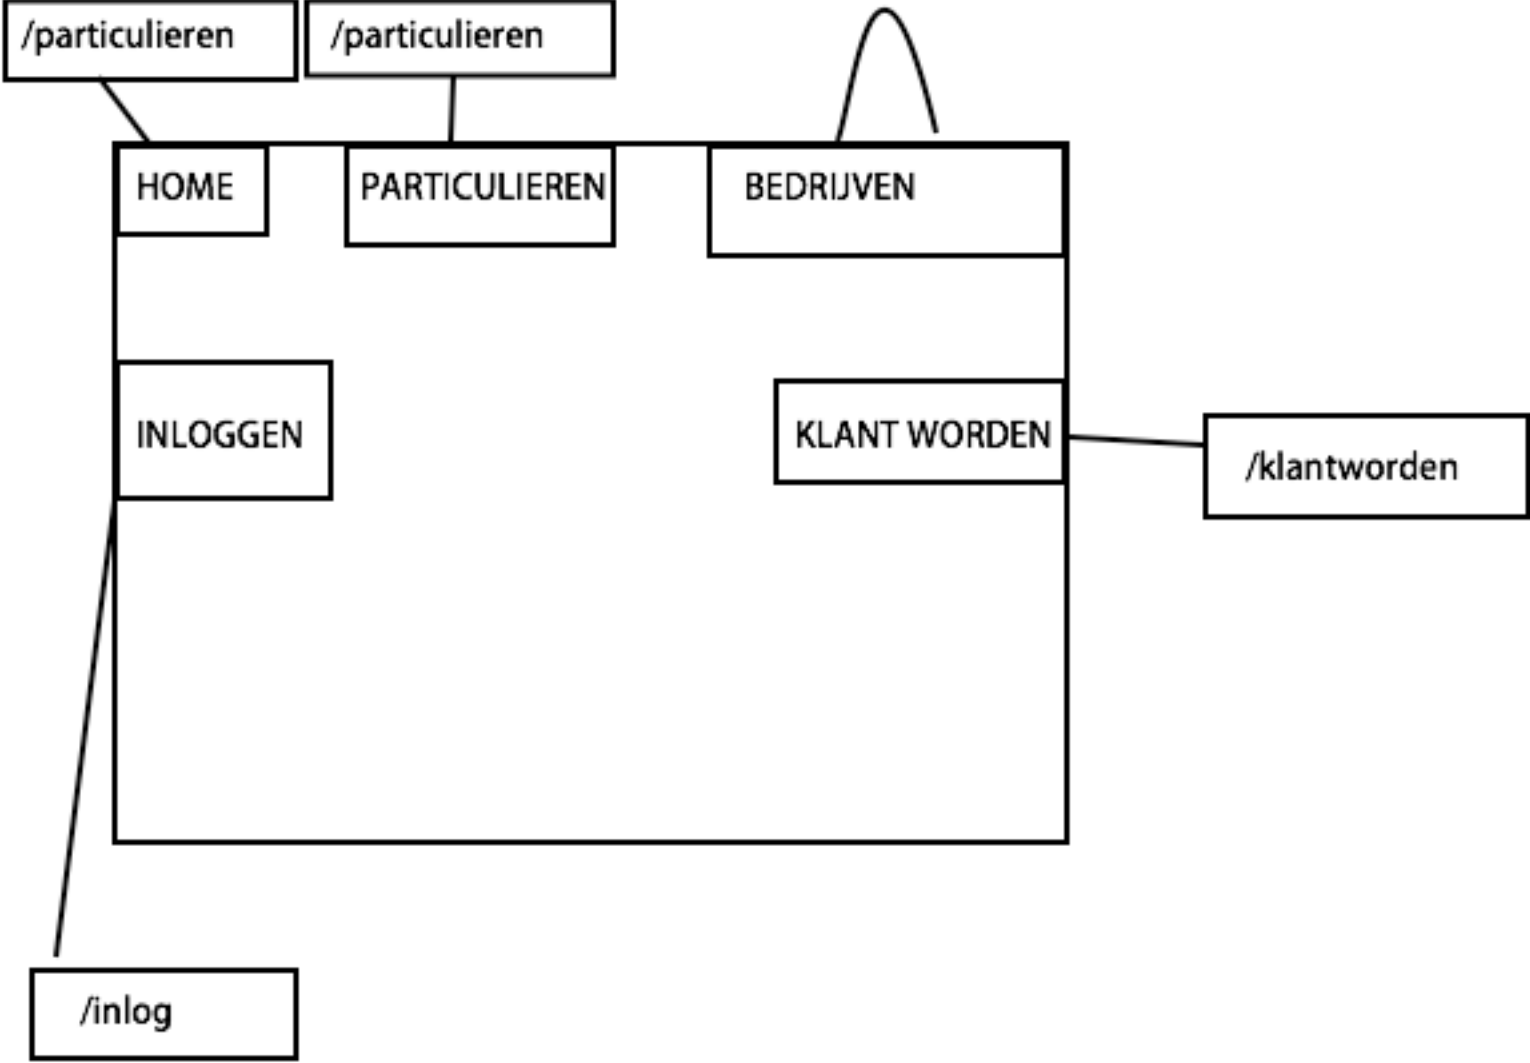 /particulieren
/particulieren
HOME
PARTICULIEREN
BEDRIJVEN
INLOGGEN
KLANT WORDEN
/klantworden
/inlog